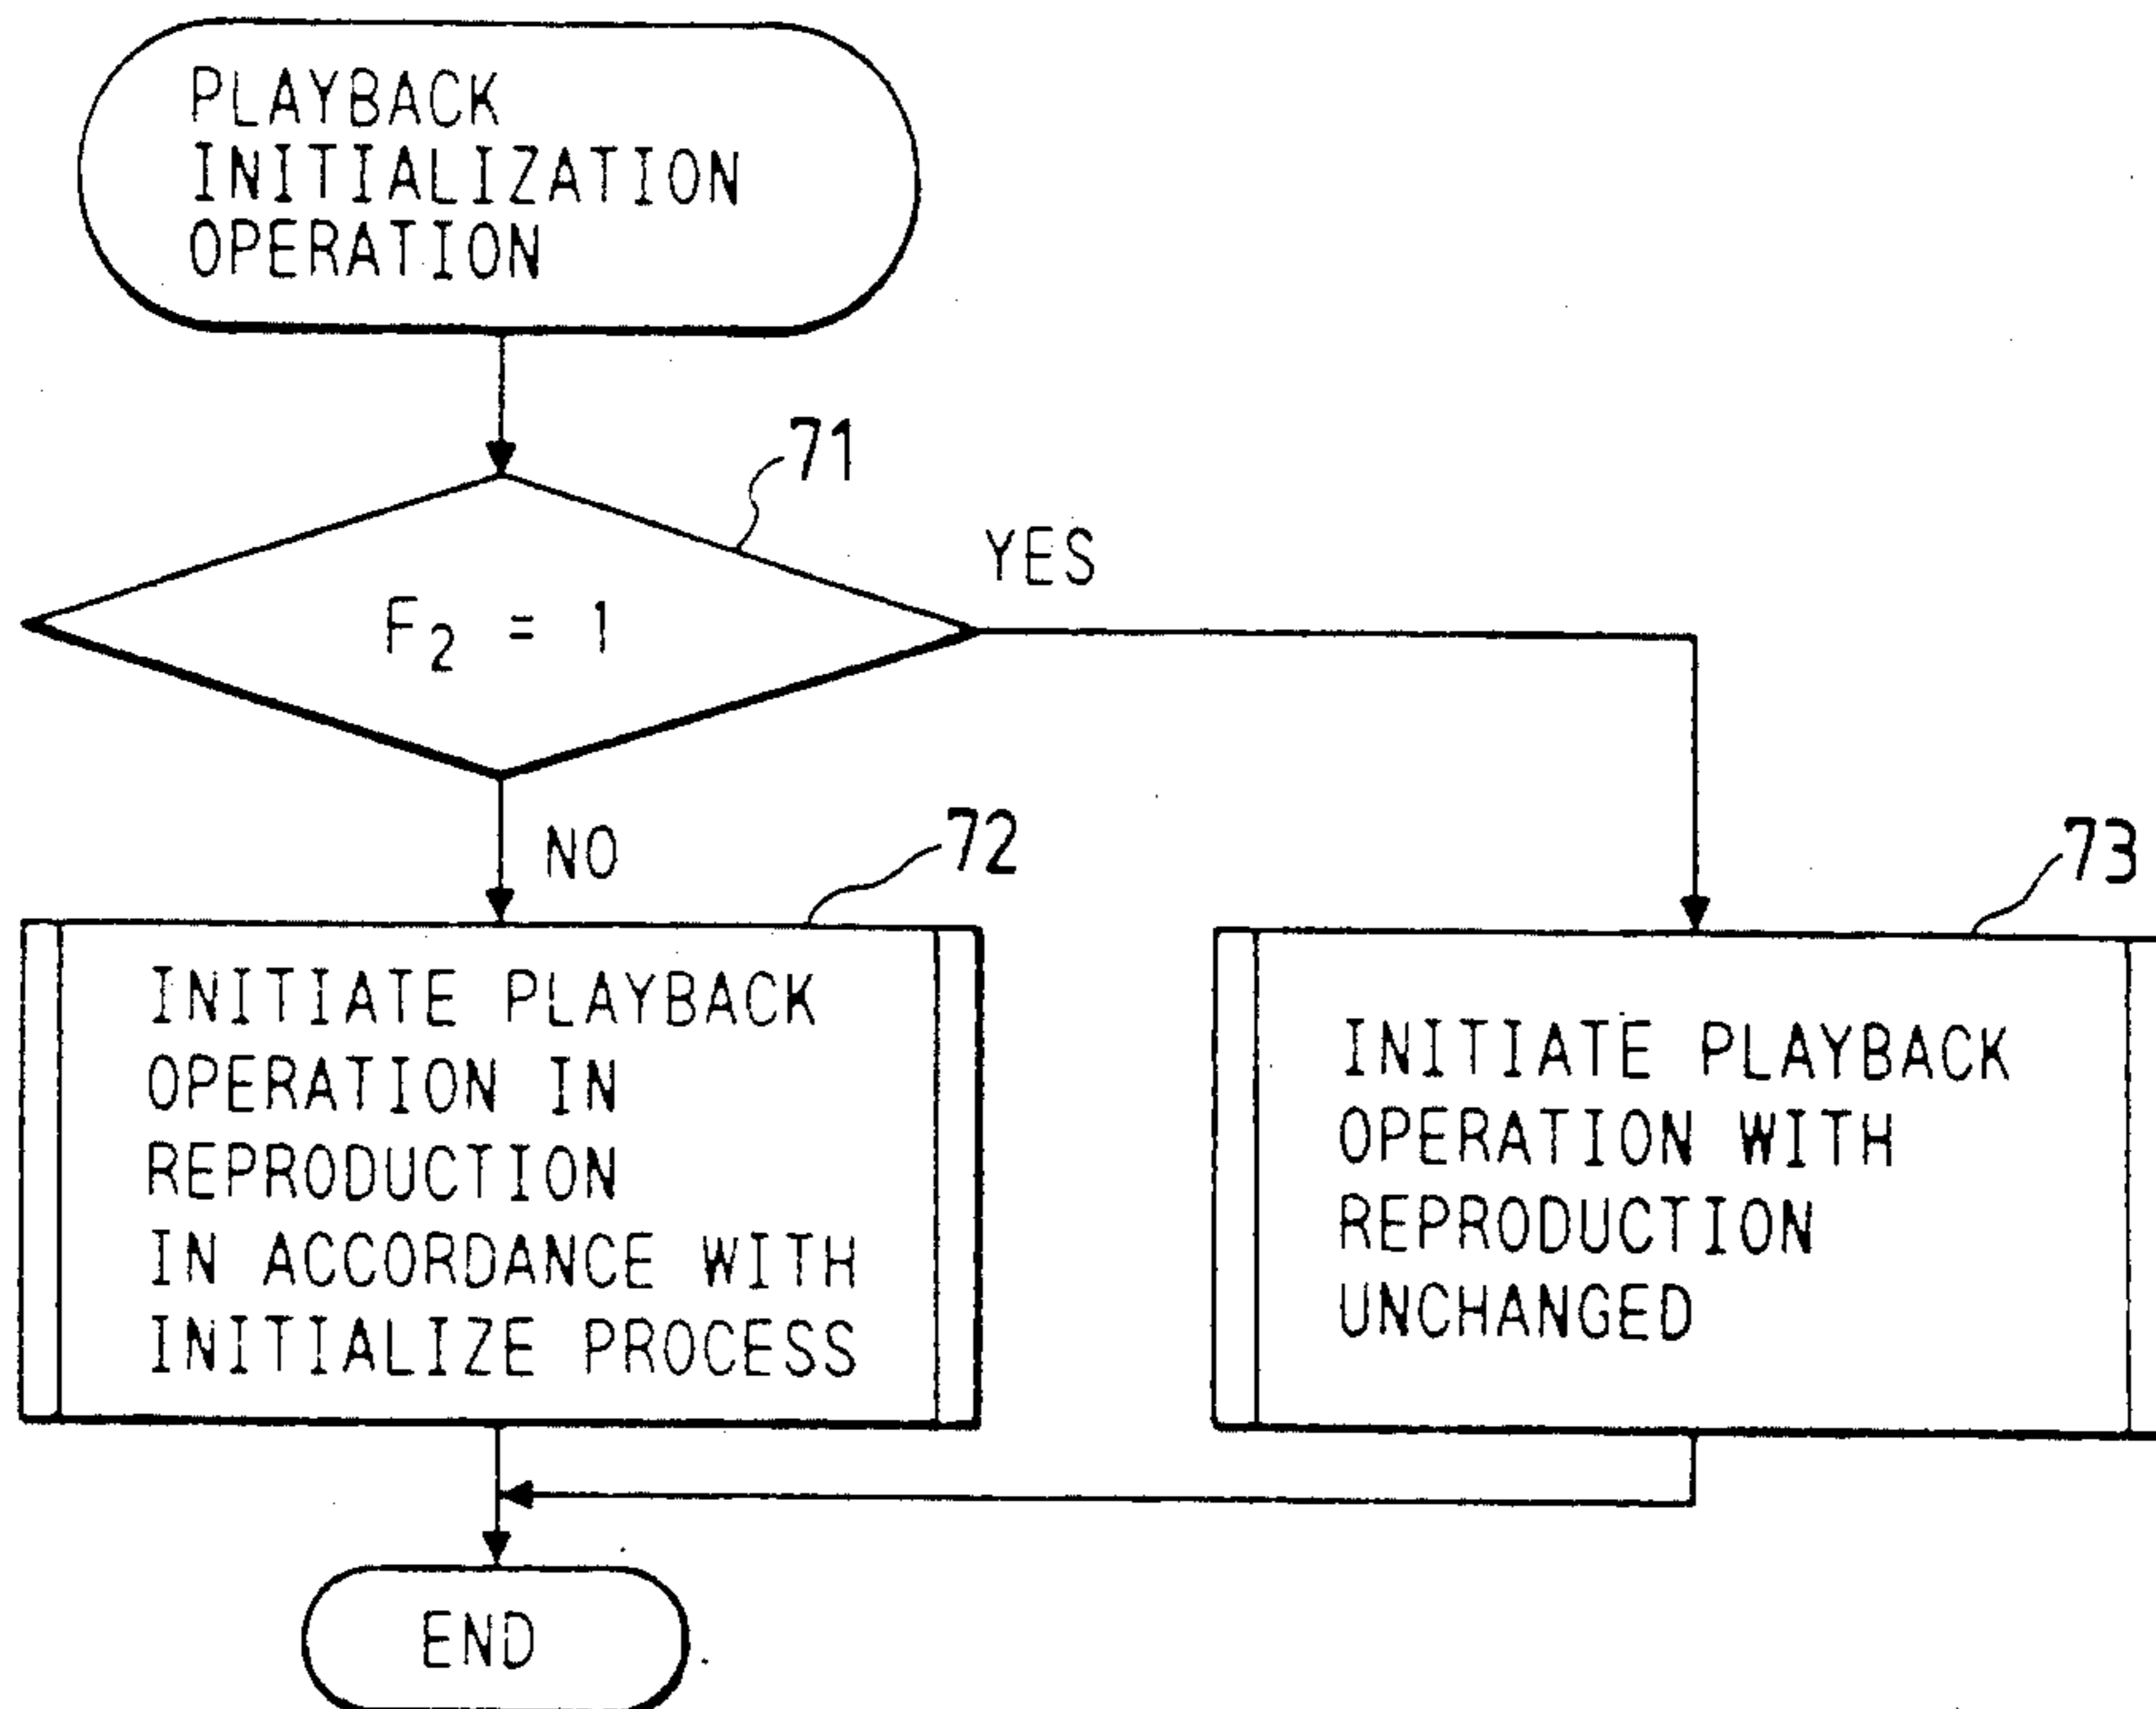 PLAYBACK
INITIALIZATION
OPERATION
71
YES
F₂ = 1
NO
72
73
INITIATE PLAYBACK
OPERATION IN
REPRODUCTION
IN ACCORDANCE WITH
INITIALIZE PROCESS
INITIATE PLAYBACK
OPERATION WITH
REPRODUCTION
UNCHANGED
END